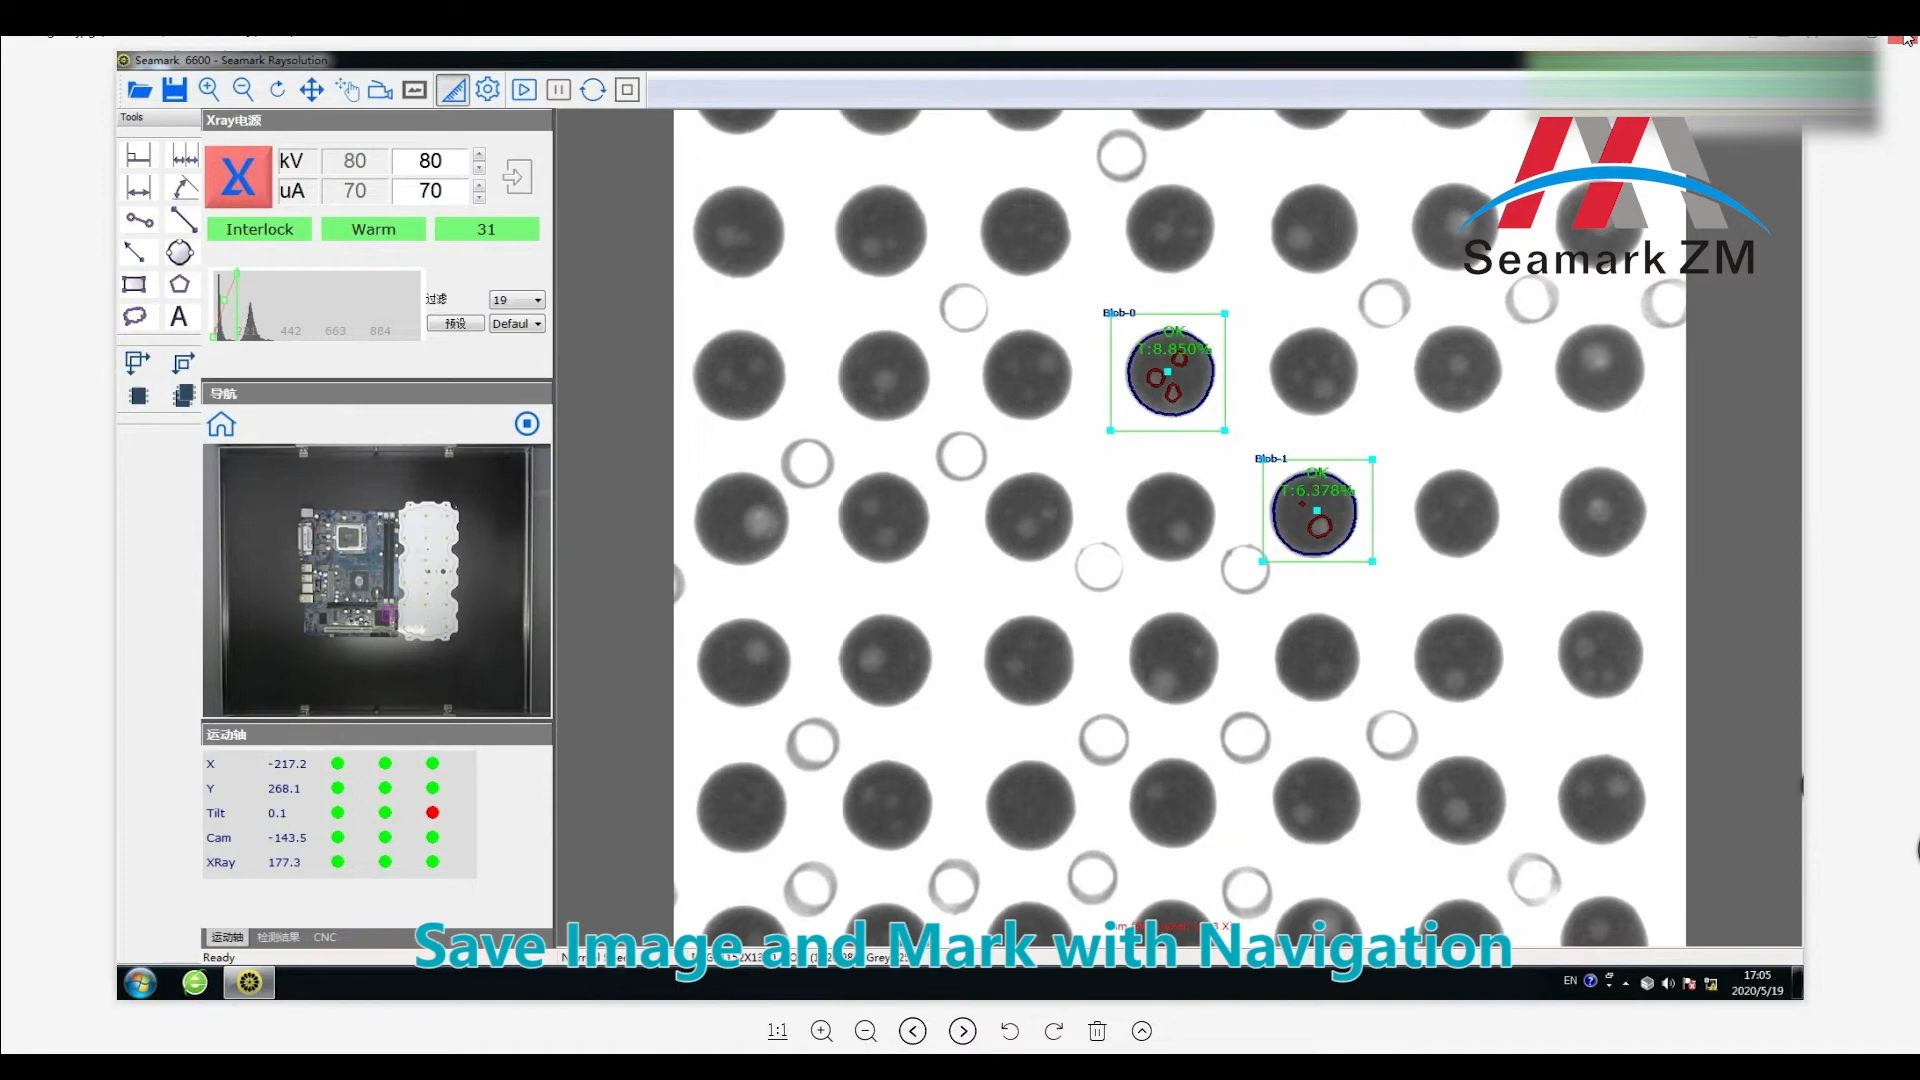 Seamark 6600 - Seamark Raysolution
Tools
Xray电源
kV 80 80
uA 70 70
Interlock Warm 31
442 663 884
过滤 19
预设 Defaul
导航
运动轴
X -217.2
Y 268.1
Tilt 0.1
Cam -143.5
XRay 177.3
运动轴 检测结果 CNC
Ready
A
Blob-0
OK
T:8.850%
Blob-1
OK
T:6.378%
Seamark ZM
Save Image and Mark with Navigation
EN
17:05
2020/5/19
1:1